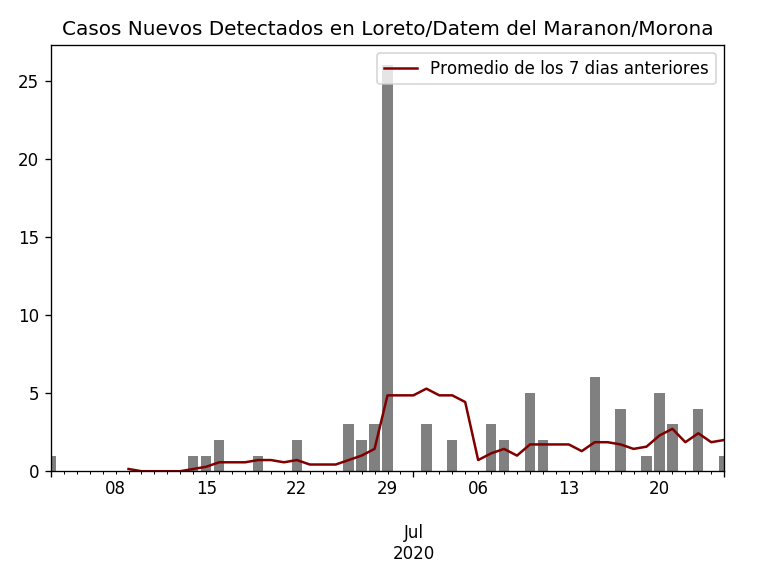 Casos Nuevos Detectados en Loreto/Datem del Maranon/Morona
Promedio de los 7 dias anteriores
25
20
15
10
5
0
08 15 22 29 06 13 20
Jul
2020